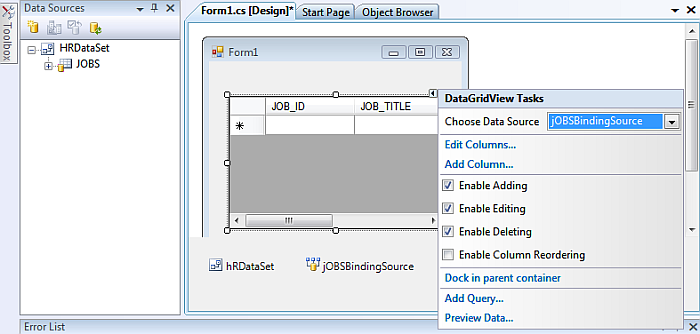 Toolbox
Data Sources
HRDataSet
JOBS
Form1.cs [Design]*
Start Page
Object Browser
Form1
JOB_ID
JOB_TITLE
DataGridView Tasks
Choose Data Source
jOBSBindingSource
Edit Columns...
Add Column...
Enable Adding
Enable Editing
Enable Deleting
Enable Column Reordering
Dock in parent container
Add Query...
Preview Data...
hRDataSet
jOBSBindingSource
Error List